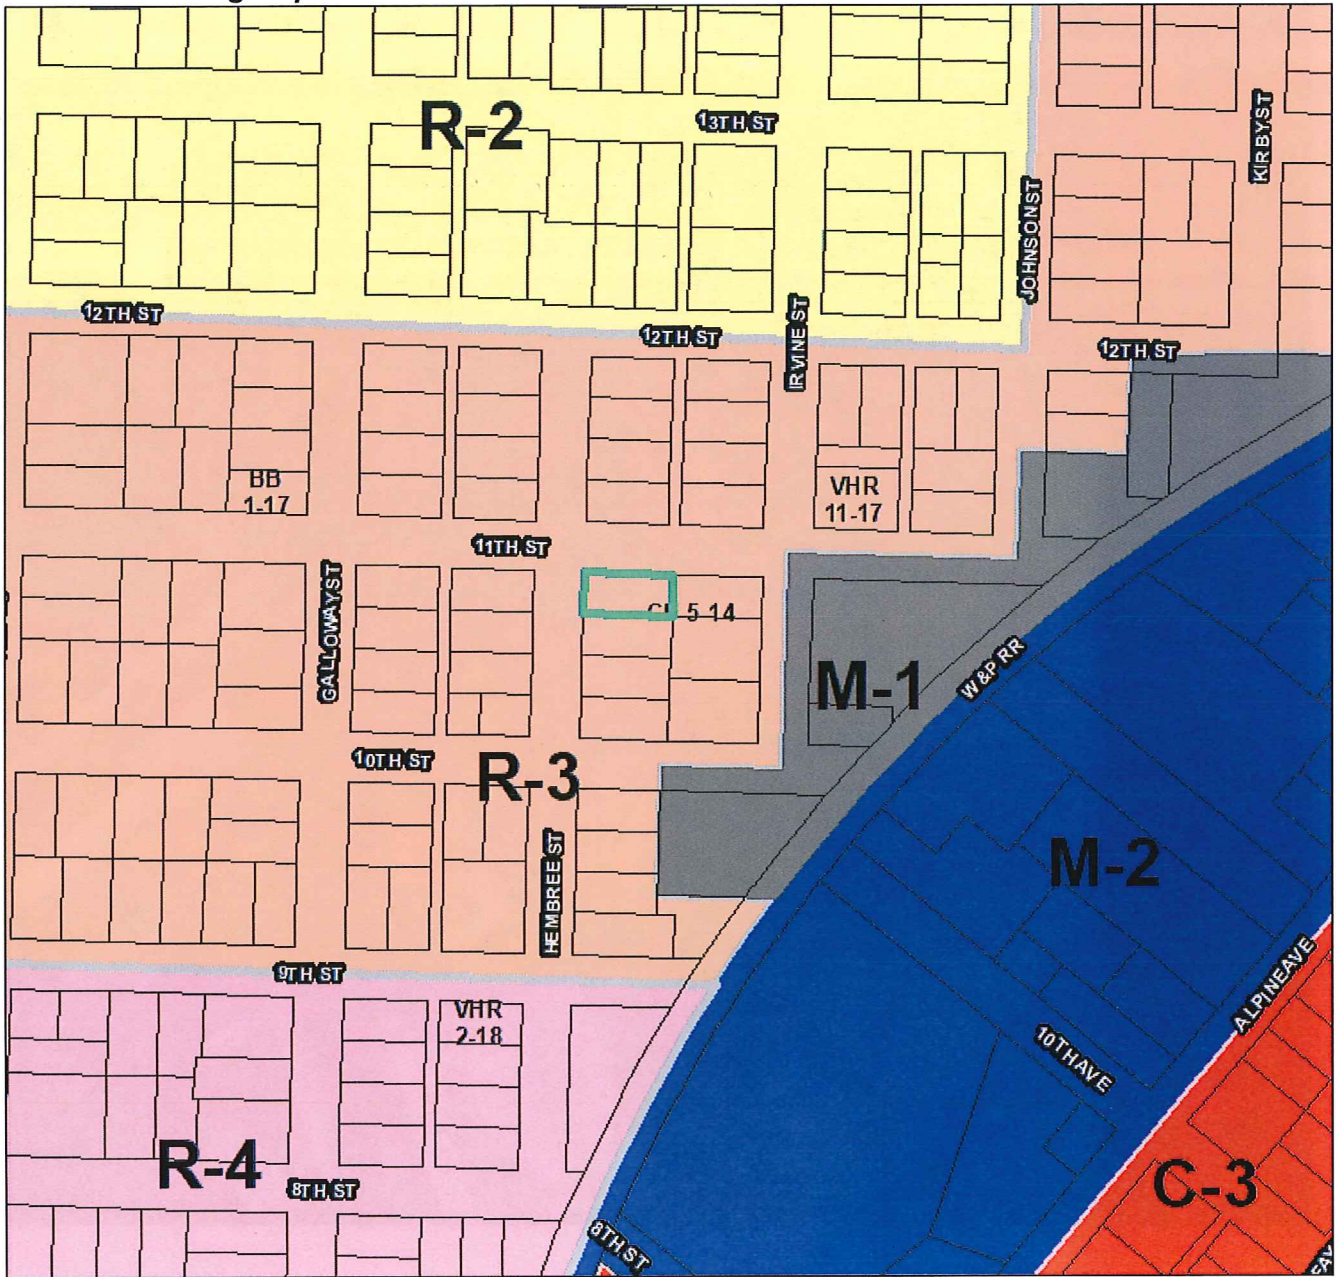 R-2
13TH ST
KIRBY ST
JOHNSON ST
12TH ST
12TH ST
IRVINE ST
12TH ST
BB
1-17
VHR
11-17
11TH ST
GALLOWAY ST
5-14
M-1
W&P RR
10TH ST
R-3
HEMBREE ST
M-2
9TH ST
VHR
2-18
ALPINE AVE
10TH AVE
R-4
8TH ST
C-3
8TH ST